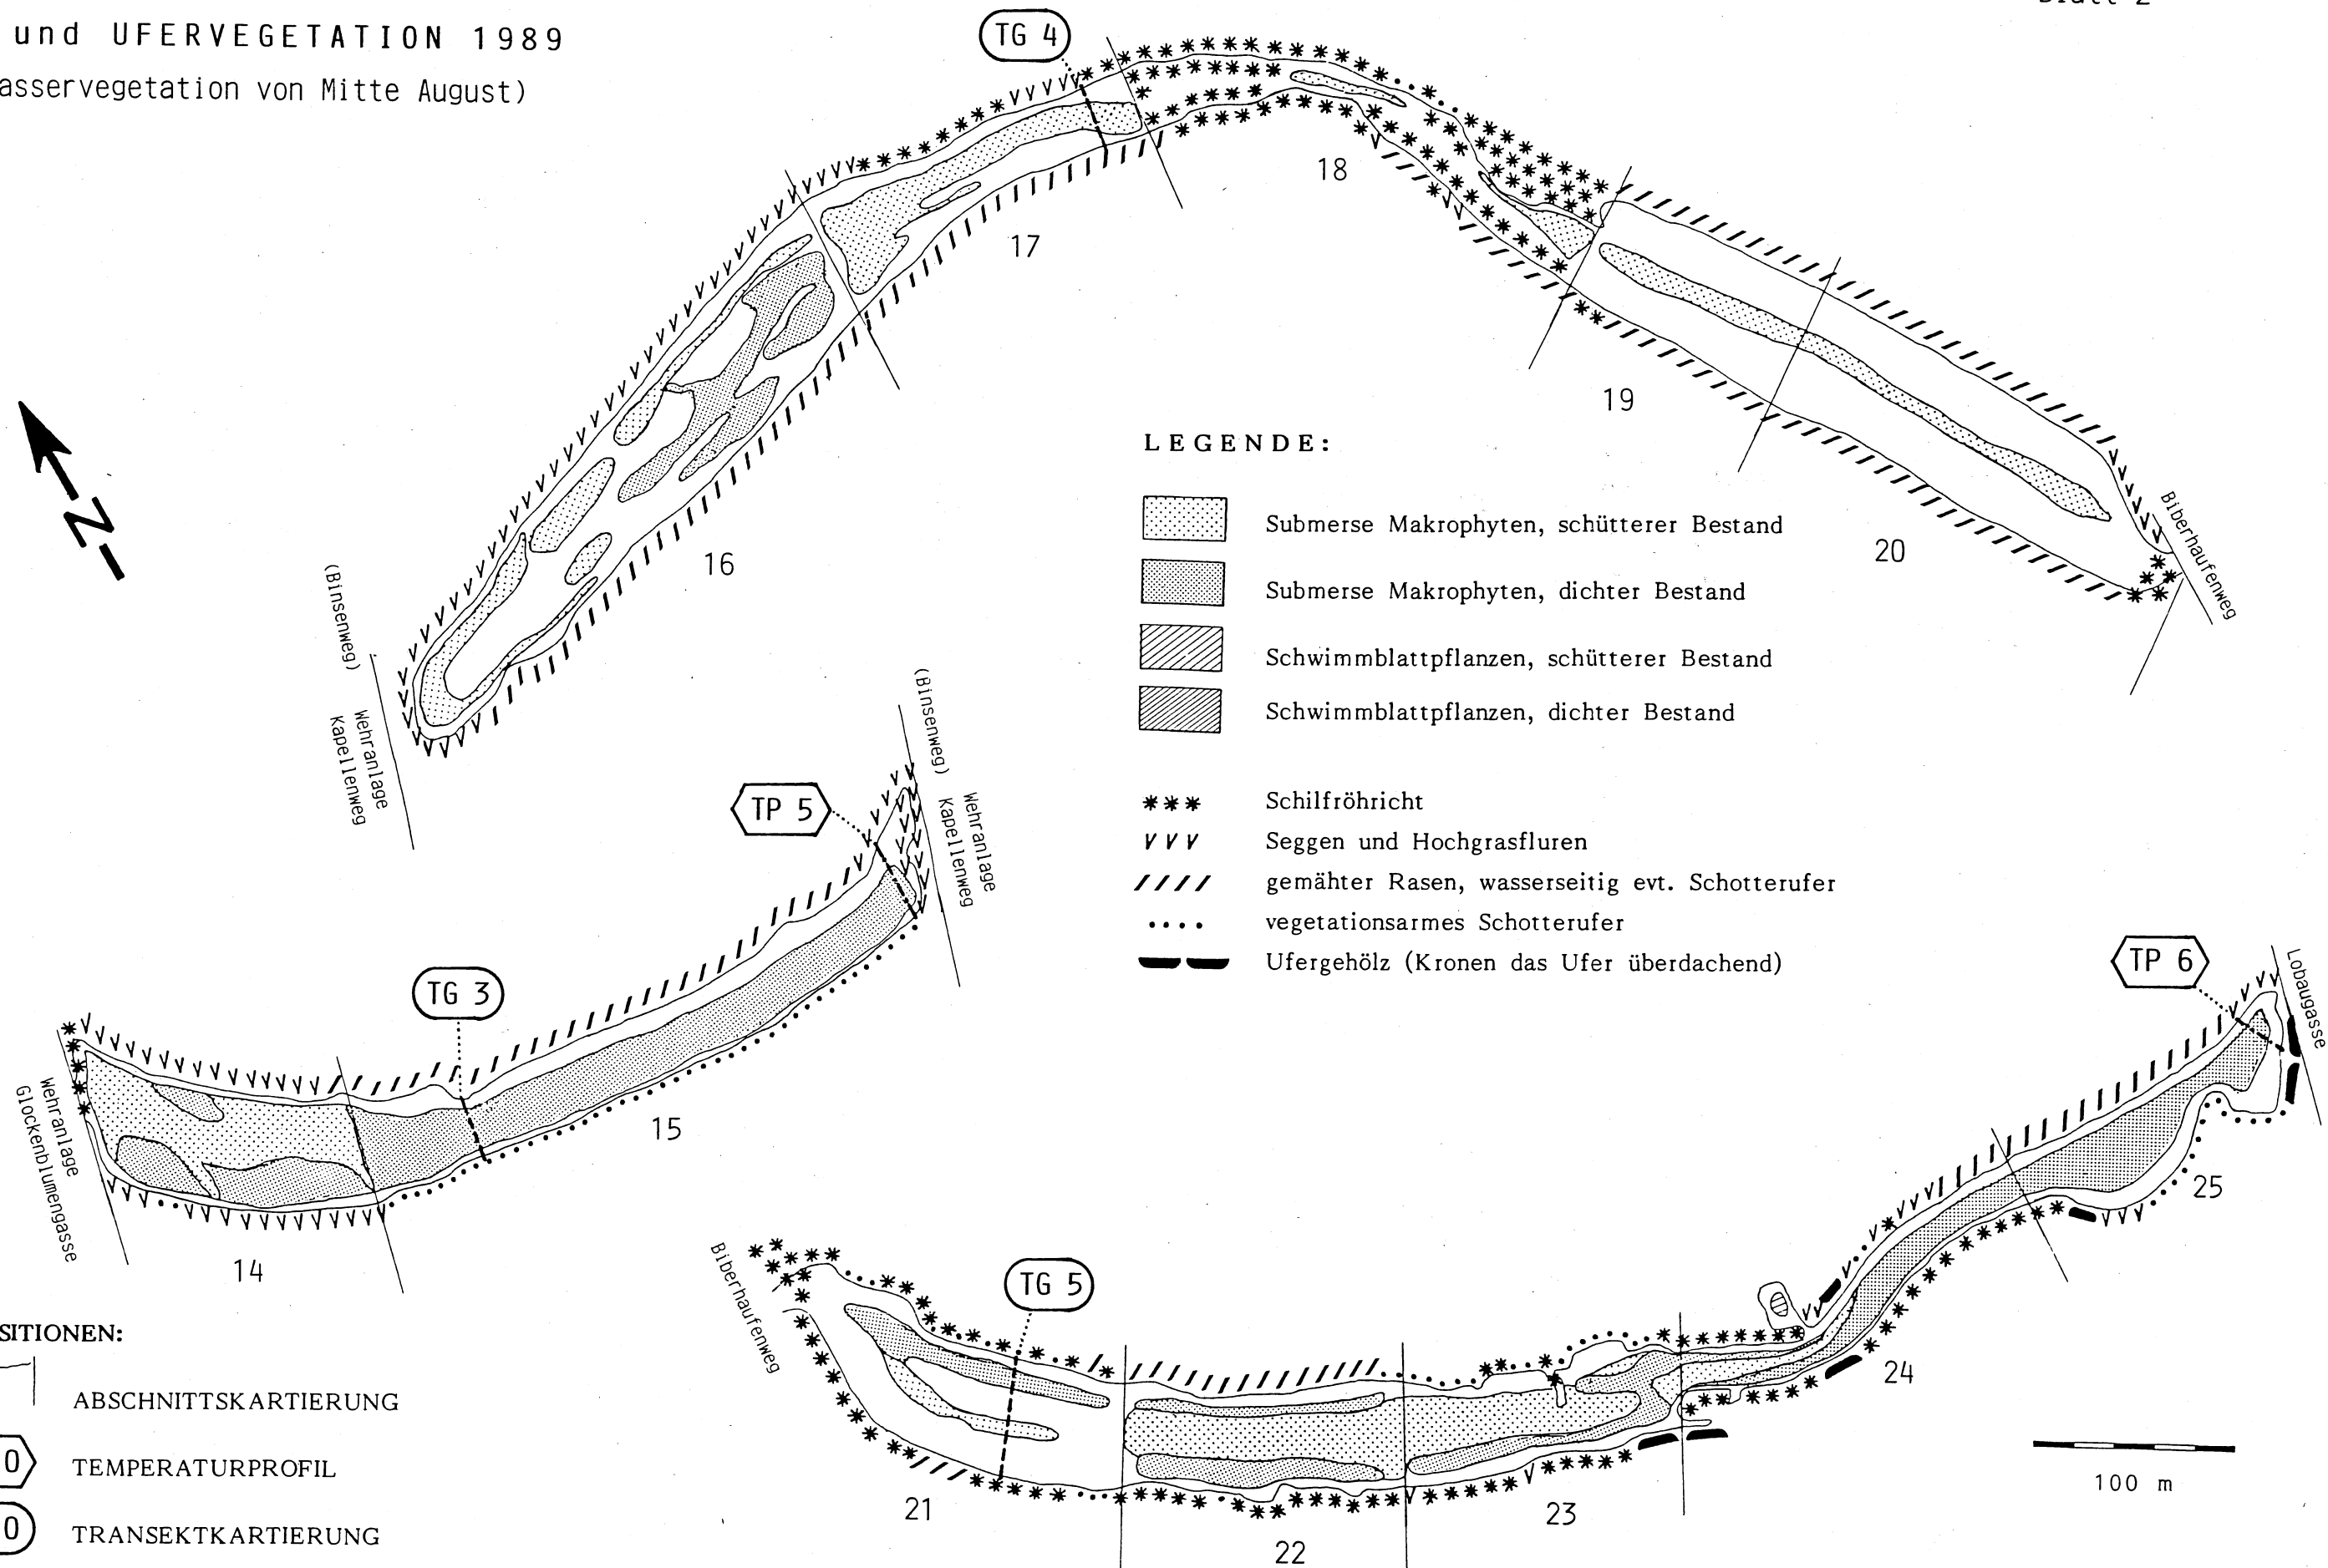 und UFERVEGETATION 1989
asservegetation von Mitte August)
TG 4
18
17
19
20
16
Biberhaufenweg
N
(Binsenweg)
Wehranlage
Kapellenweg
LEGENDE:
Submerse Makrophyten, schütterer Bestand
Submerse Makrophyten, dichter Bestand
Schwimmblattpflanzen, schütterer Bestand
Schwimmblattpflanzen, dichter Bestand
Schilfröhricht
Seggen und Hochgrasfluren
gemähter Rasen, wasserseitig evt. Schotterufer
vegetationsarmes Schotterufer
Ufergehölz (Kronen das Ufer überdachend)
(Binsenweg)
Wehranlage
Kapellenweg
TP 5
TG 3
15
14
Wehranlage
Glockenblumengasse
TP 6
Lobaugasse
25
24
Biberhaufenweg
TG 5
21
22
23
100 m
SITIONEN:
ABSCHNITTSKARTIERUNG
0
TEMPERATURPROFIL
0
TRANSEKTKARTIERUNG